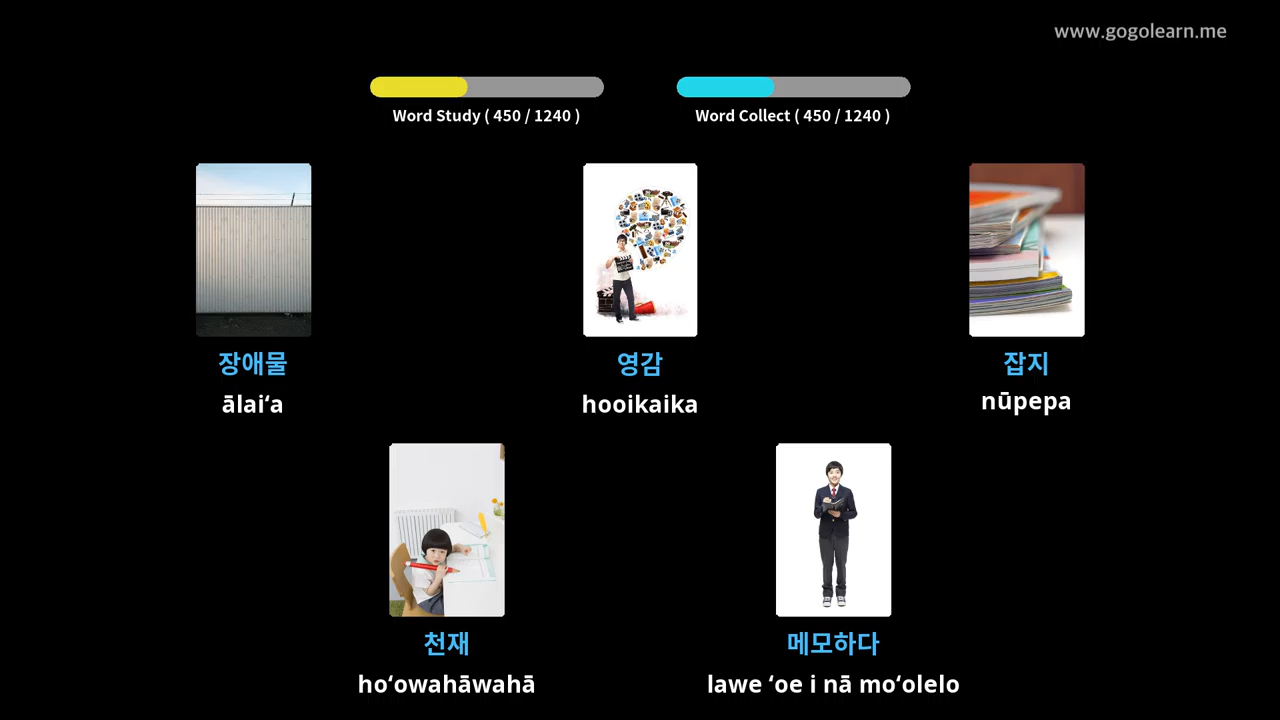 www.gogolearn.me
Word Study ( 450 / 1240 )
Word Collect ( 450 / 1240 )
장애물
ālaiʻa
영감
hooikaika
잡지
nūpepa
천재
hoʻowahāwahā
메모하다
lawe ʻoe i nā moʻolelo